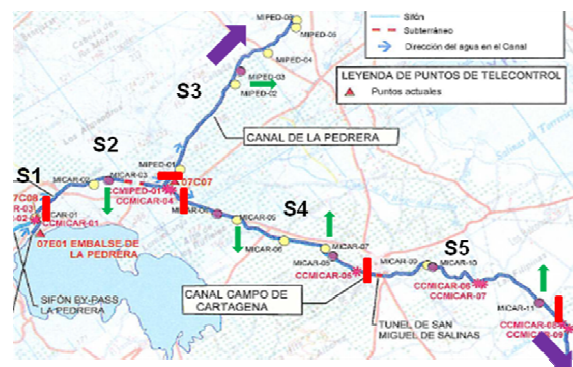 Sifón
Subterráneo
Dirección del agua en el Canal
LEYENDA DE PUNTOS DE TELECONTROL
Puntos actuales
MIPED-05
MIPED-04
MIPED-03
MIPED-02
S3
CANAL DE LA PEDRERA
S2
MIPED-01
S1
MICAR-02
MICAR-03
07C07
CCMIPED-01
CCMICAR-04
CCMICAR-01
07E01 EMBALSE DE
LA PEDRERA
S4
MICAR-05
MICAR-06
MICAR-07
CCMICAR-05
S5
MICAR-09
MICAR-10
CCMICAR-06
CCMICAR-07
SIFÓN BY-PASS
LA PEDRERA
CANAL CAMPO DE
CARTAGENA
MICAR-11
CCMICAR-08
CCMICAR-09
TUNEL DE SAN
MIGUEL DE SALINAS